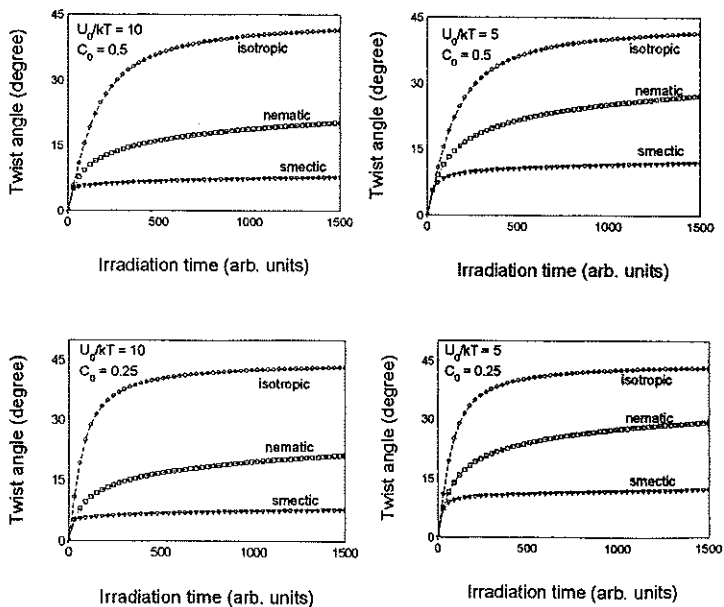 U0/kT = 10
C0 = 0.5
isotropic
nematic
smectic
45
30
15
0
0
500
1000
1500
Twist angle (degree)
Irradiation time (arb. units)
U0/kT = 5
C0 = 0.5
isotropic
nematic
smectic
45
30
15
0
0
500
1000
1500
Twist angle (degree)
Irradiation time (arb. units)
U0/kT = 10
C0 = 0.25
isotropic
nematic
smectic
45
30
15
0
0
500
1000
1500
Twist angle (degree)
Irradiation time (arb. units)
U0/kT = 5
C0 = 0.25
isotropic
nematic
smectic
45
30
15
0
0
500
1000
1500
Twist angle (degree)
Irradiation time (arb. units)